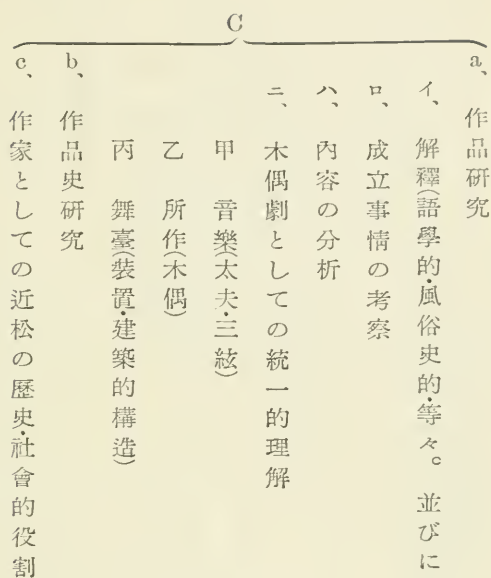 C
a、作品硏究
イ、解釋(語學的・風俗史的・等々。並びに
ロ、成立事情の考察
ハ、內容の分析
ニ、木偶劇としての統一的理解
甲 音樂(太夫・三絃)
乙 所作(木偶)
丙 舞臺(裝置・建築的構造)
b、作品史硏究
c、作家としての近松の歷史・社會的役割